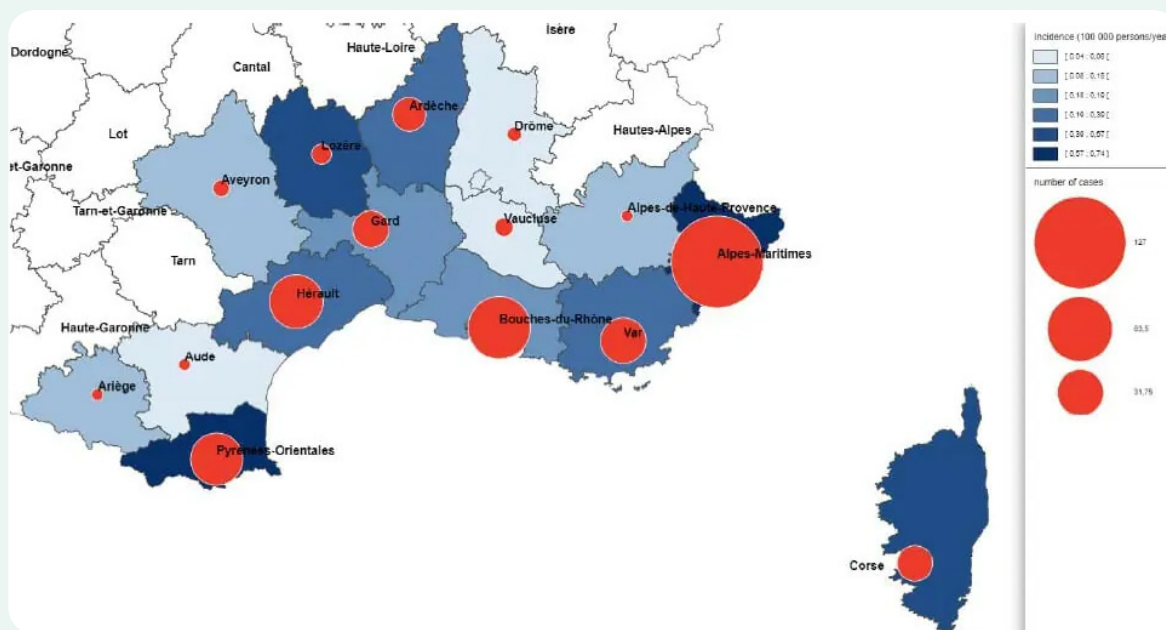 Isère
Dordogne
Haute-Loire
Cantal
Ardèche
Lot
Drôme
Hautes-Alpes
Lozère
et-Garonne
Aveyron
Tarn-et-Garonne
Gard
Vaucluse
Alpes-de-Haute-Provence
Tarn
Alpes-Maritimes
Hérault
Bouches-du-Rhône
Haute-Garonne
Var
Aude
Ariège
Pyrénées-Orientales
Corse
Incidence (100 000 persons/yea
number of cases
127
63,5
31,75